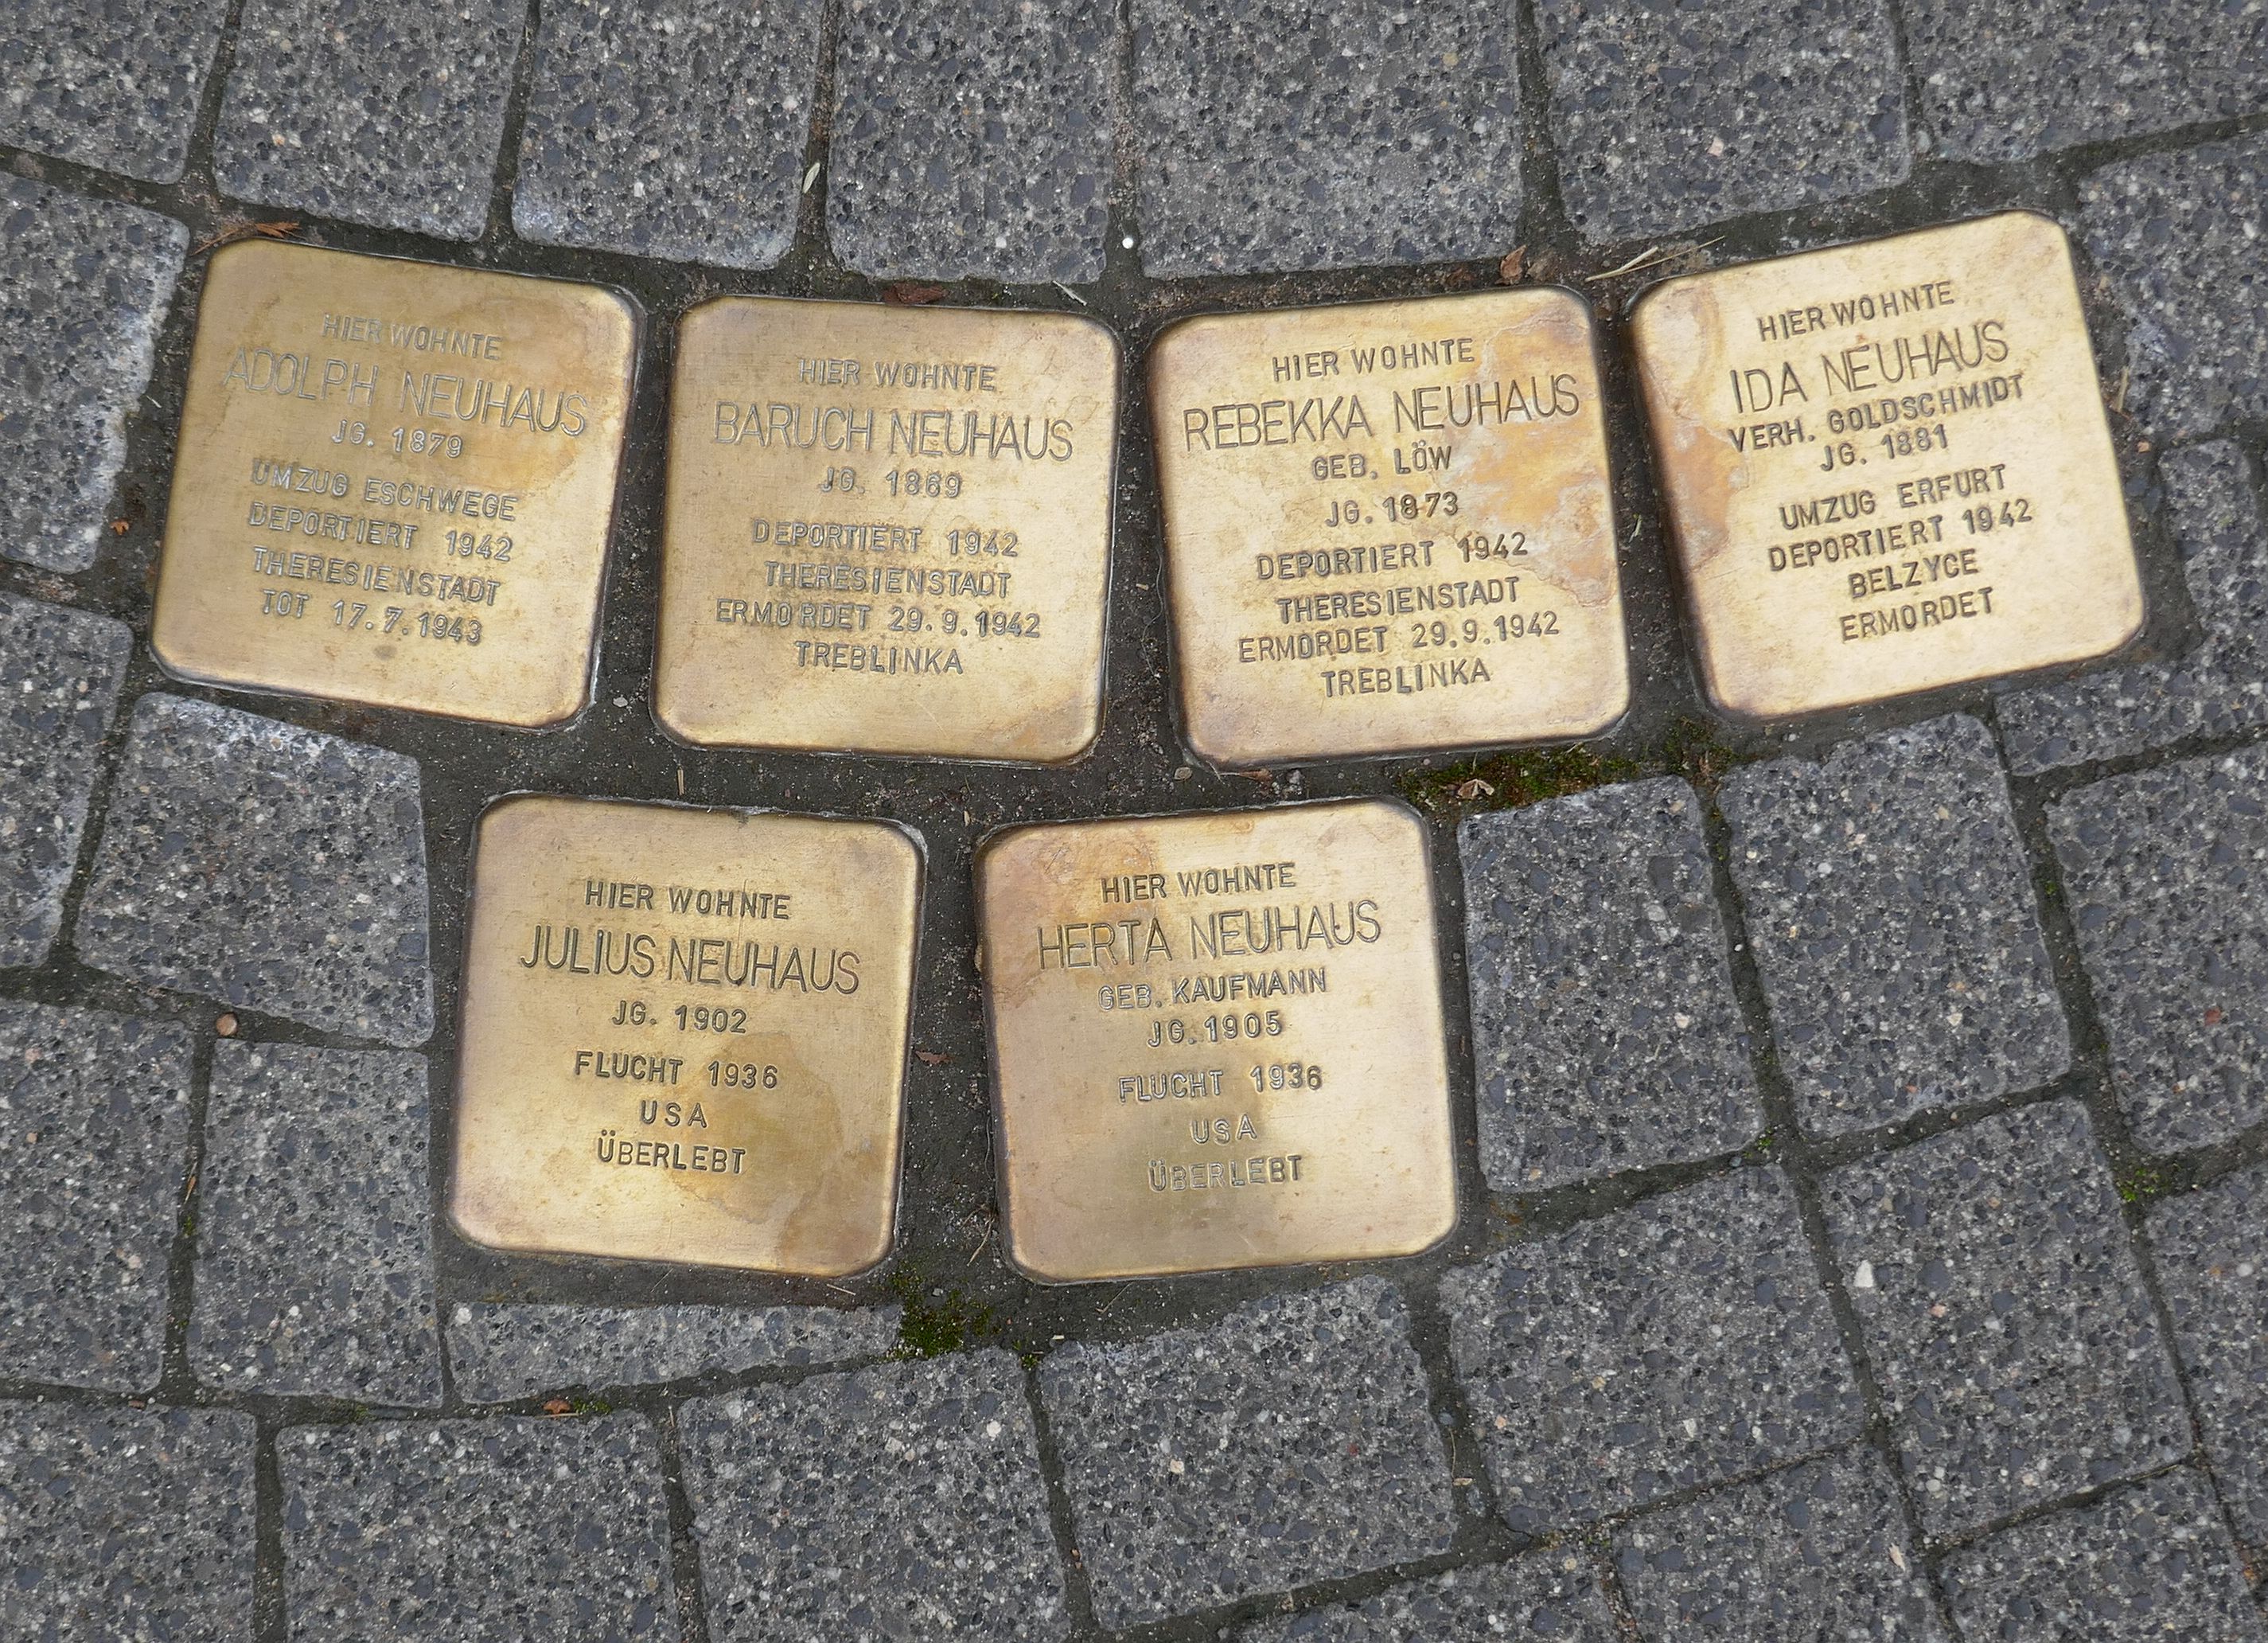 HIER WOHNTE
ADOLPH NEUHAUS
JG. 1879
UMZUG ESCHWEGE
DEPORTIERT 1942
THERESIENSTADT
TOT 17.7.1943
HIER WOHNTE
BARUCH NEUHAUS
JG. 1869
DEPORTIERT 1942
THERESIENSTADT
ERMORDET 29.9.1942
TREBLINKA
HIER WOHNTE
REBEKKA NEUHAUS
GEB. LÖW
JG. 1873
DEPORTIERT 1942
THERESIENSTADT
ERMORDET 29.9.1942
TREBLINKA
HIER WOHNTE
IDA NEUHAUS
VERH. GOLDSCHMIDT
JG. 1881
UMZUG ERFURT
DEPORTIERT 1942
BELZYCE
ERMORDET
HIER WOHNTE
JULIUS NEUHAUS
JG. 1902
FLUCHT 1936
USA
ÜBERLEBT
HIER WOHNTE
HERTA NEUHAUS
GEB. KAUFMANN
JG. 1905
FLUCHT 1936
USA
ÜBERLEBT